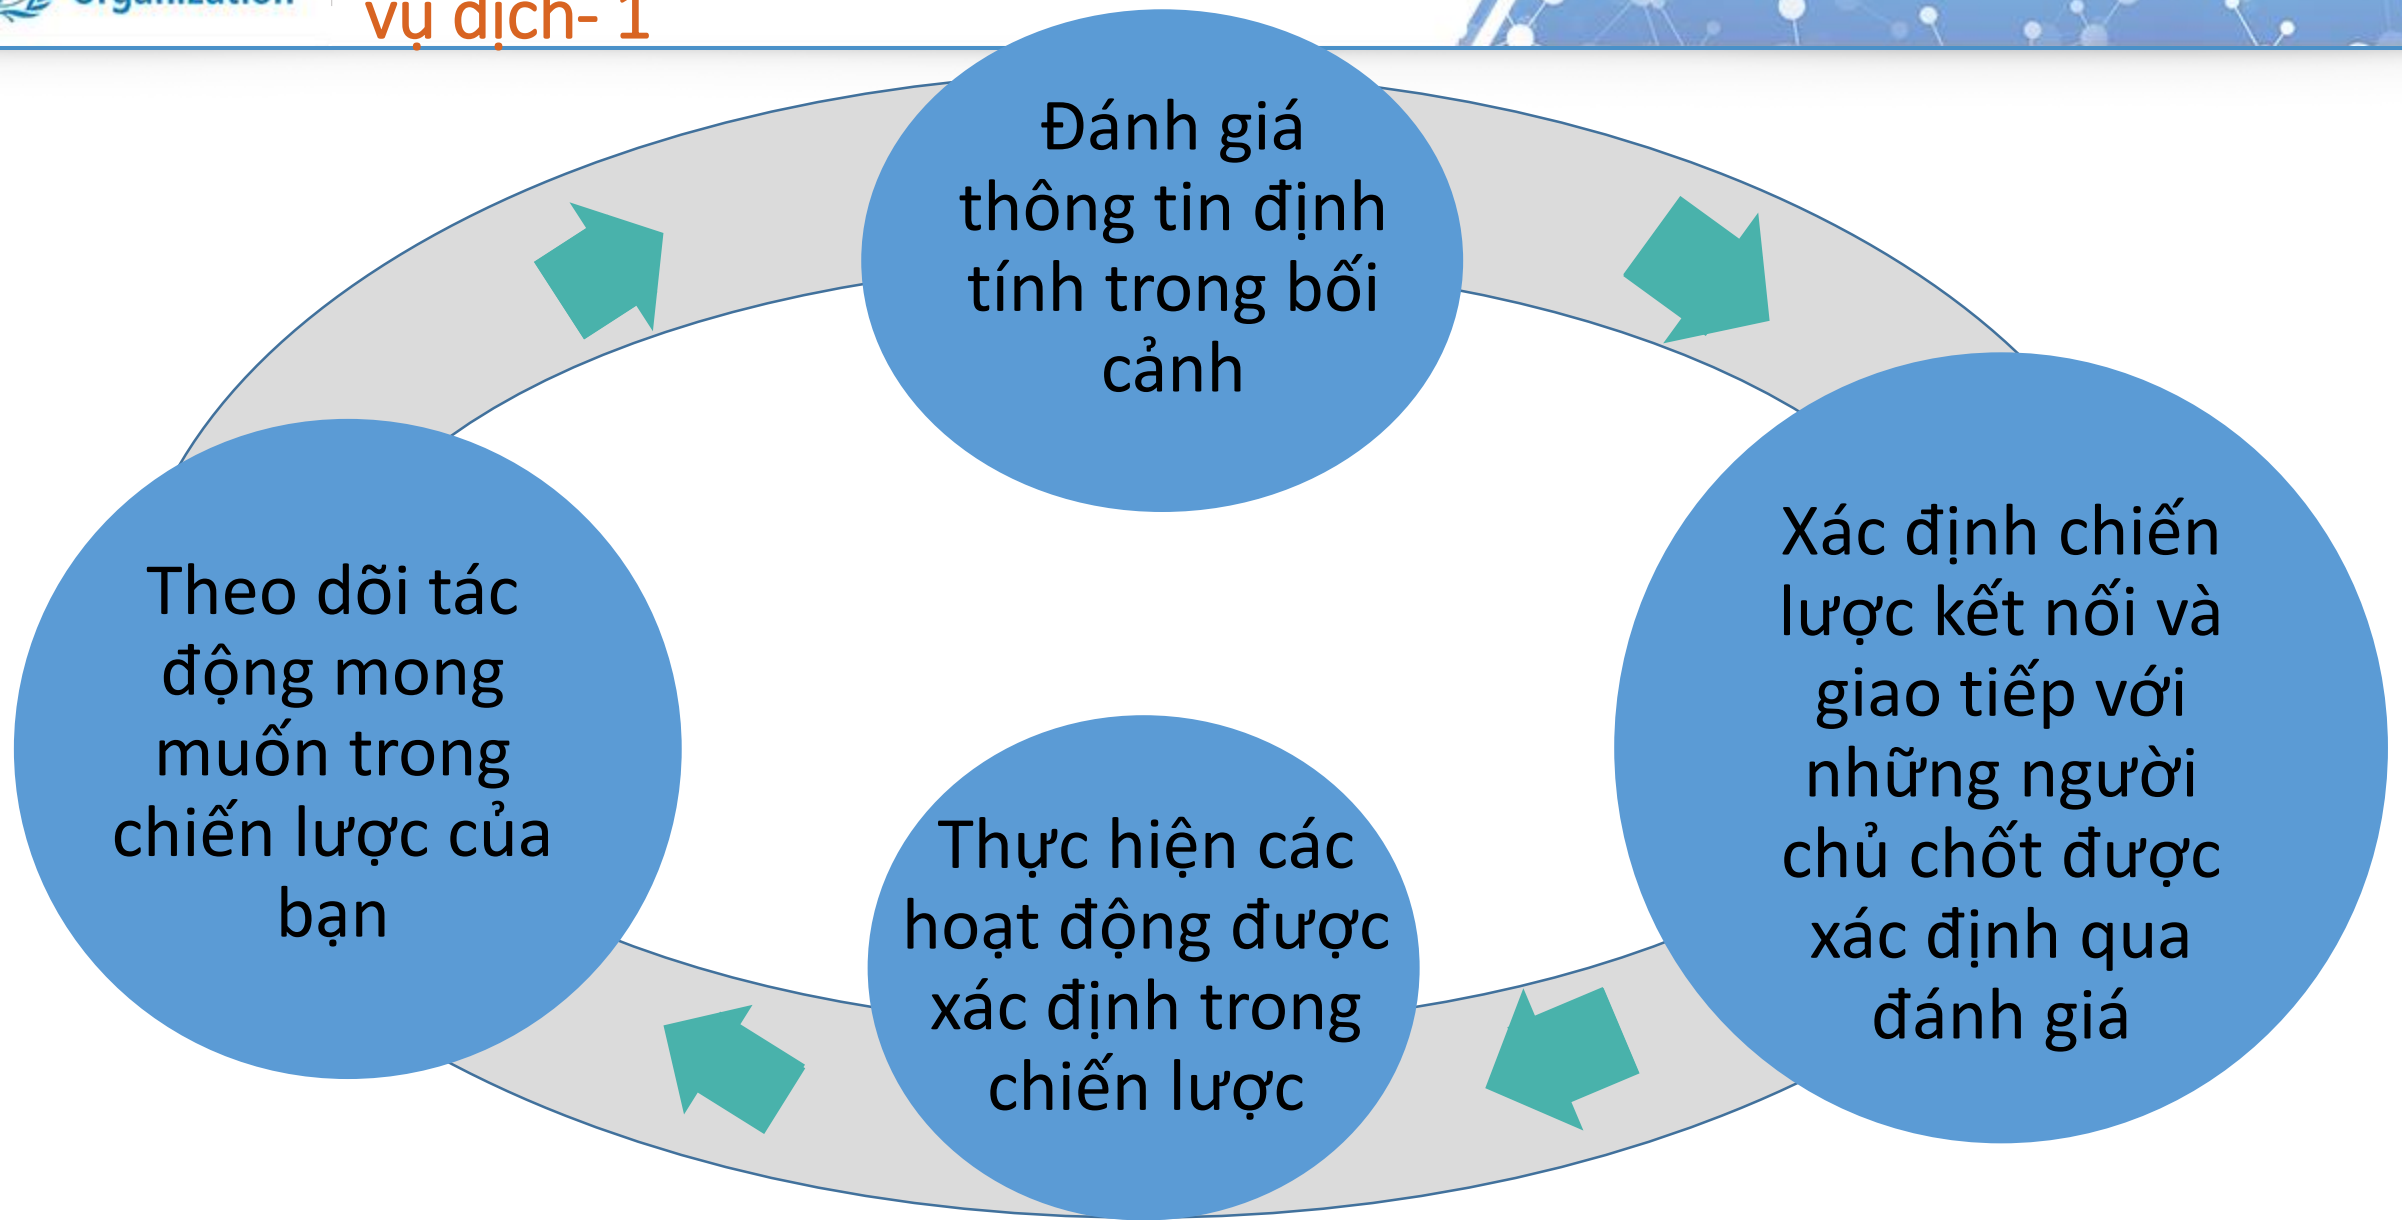 Organization
vụ dịch- 1
Đánh giá
thông tin định
tính trong bối
cảnh
Xác định chiến
lược kết nối và
giao tiếp với
những người
chủ chốt được
xác định qua
đánh giá
Thực hiện các
hoạt động được
xác định trong
chiến lược
Theo dõi tác
động mong
muốn trong
chiến lược của
bạn